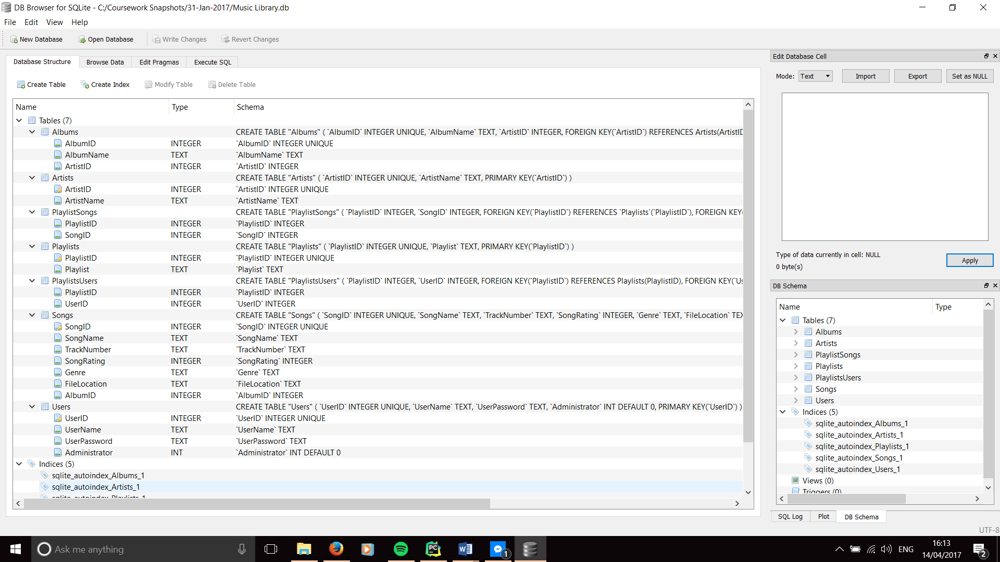 DB Browser for SQLite - C:/Coursework Snapshots/31-Jan-2017/Music Library.db
File Edit View Help
New Database Open Database Write Changes Revert Changes
Database Structure Browse Data Edit Pragmas Execute SQL
Create Table Create Index Modify Table Delete Table
Name Type Schema
Tables (7)
Albums CREATE TABLE "Albums" ( `AlbumID` INTEGER UNIQUE, `AlbumName` TEXT, `ArtistID` INTEGER, FOREIGN KEY(`ArtistID`) REFERENCES Artists(ArtistID
AlbumID INTEGER `AlbumID` INTEGER UNIQUE
AlbumName TEXT `AlbumName` TEXT
ArtistID INTEGER `ArtistID` INTEGER
Artists CREATE TABLE "Artists" ( `ArtistID` INTEGER UNIQUE, `ArtistName` TEXT, PRIMARY KEY(`ArtistID`) )
ArtistID INTEGER `ArtistID` INTEGER UNIQUE
ArtistName TEXT `ArtistName` TEXT
PlaylistSongs CREATE TABLE "PlaylistSongs" ( `PlaylistID` INTEGER, `SongID` INTEGER, FOREIGN KEY(`PlaylistID`) REFERENCES `Playlists`(`PlaylistID`), FOREIGN KEY(
PlaylistID INTEGER `PlaylistID` INTEGER
SongID INTEGER `SongID` INTEGER
Playlists CREATE TABLE "Playlists" ( `PlaylistID` INTEGER UNIQUE, `Playlist` TEXT, PRIMARY KEY(`PlaylistID`) )
PlaylistID INTEGER `PlaylistID` INTEGER UNIQUE
Playlist TEXT `Playlist` TEXT
PlaylistsUsers CREATE TABLE "PlaylistsUsers" ( `PlaylistID` INTEGER, `UserID` INTEGER, FOREIGN KEY(`PlaylistID`) REFERENCES Playlists(PlaylistID), FOREIGN KEY(`Us
PlaylistID INTEGER `PlaylistID` INTEGER
UserID INTEGER `UserID` INTEGER
Songs CREATE TABLE "Songs" ( `SongID` INTEGER UNIQUE, `SongName` TEXT, `TrackNumber` TEXT, `SongRating` INTEGER, `Genre` TEXT, `FileLocation` TEX
SongID INTEGER `SongID` INTEGER UNIQUE
SongName TEXT `SongName` TEXT
TrackNumber TEXT `TrackNumber` TEXT
SongRating INTEGER `SongRating` INTEGER
Genre TEXT `Genre` TEXT
FileLocation TEXT `FileLocation` TEXT
AlbumID INTEGER `AlbumID` INTEGER
Users CREATE TABLE "Users" ( `UserID` INTEGER UNIQUE, `UserName` TEXT, `UserPassword` TEXT, `Administrator` INT DEFAULT 0, PRIMARY KEY(`UserID`) )
UserID INTEGER `UserID` INTEGER UNIQUE
UserName TEXT `UserName` TEXT
UserPassword TEXT `UserPassword` TEXT
Administrator INT `Administrator` INT DEFAULT 0
Indices (5)
sqlite_autoindex_Albums_1
sqlite_autoindex_Artists_1
sqlite_autoindex_Playlists_1
Edit Database Cell
Mode: Text Import Export Set as NULL
Type of data currently in cell: NULL
0 byte(s)
Apply
DB Schema
Name Type
Tables (7)
Albums
Artists
PlaylistSongs
Playlists
PlaylistsUsers
Songs
Users
Indices (5)
sqlite_autoindex_Albums_1
sqlite_autoindex_Artists_1
sqlite_autoindex_Playlists_1
sqlite_autoindex_Songs_1
sqlite_autoindex_Users_1
Views (0)
Triggers (0)
SQL Log Plot DB Schema
UTF-8
Ask me anything
PC
W
1
ENG
16:13
14/04/2017
2